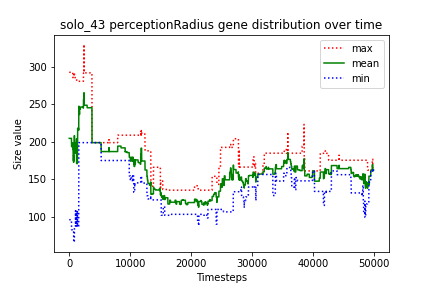 solo_43 perceptionRadius gene distribution over time
max
mean
min
Size value
300
250
200
150
100
0
10000
20000
30000
40000
50000
Timesteps